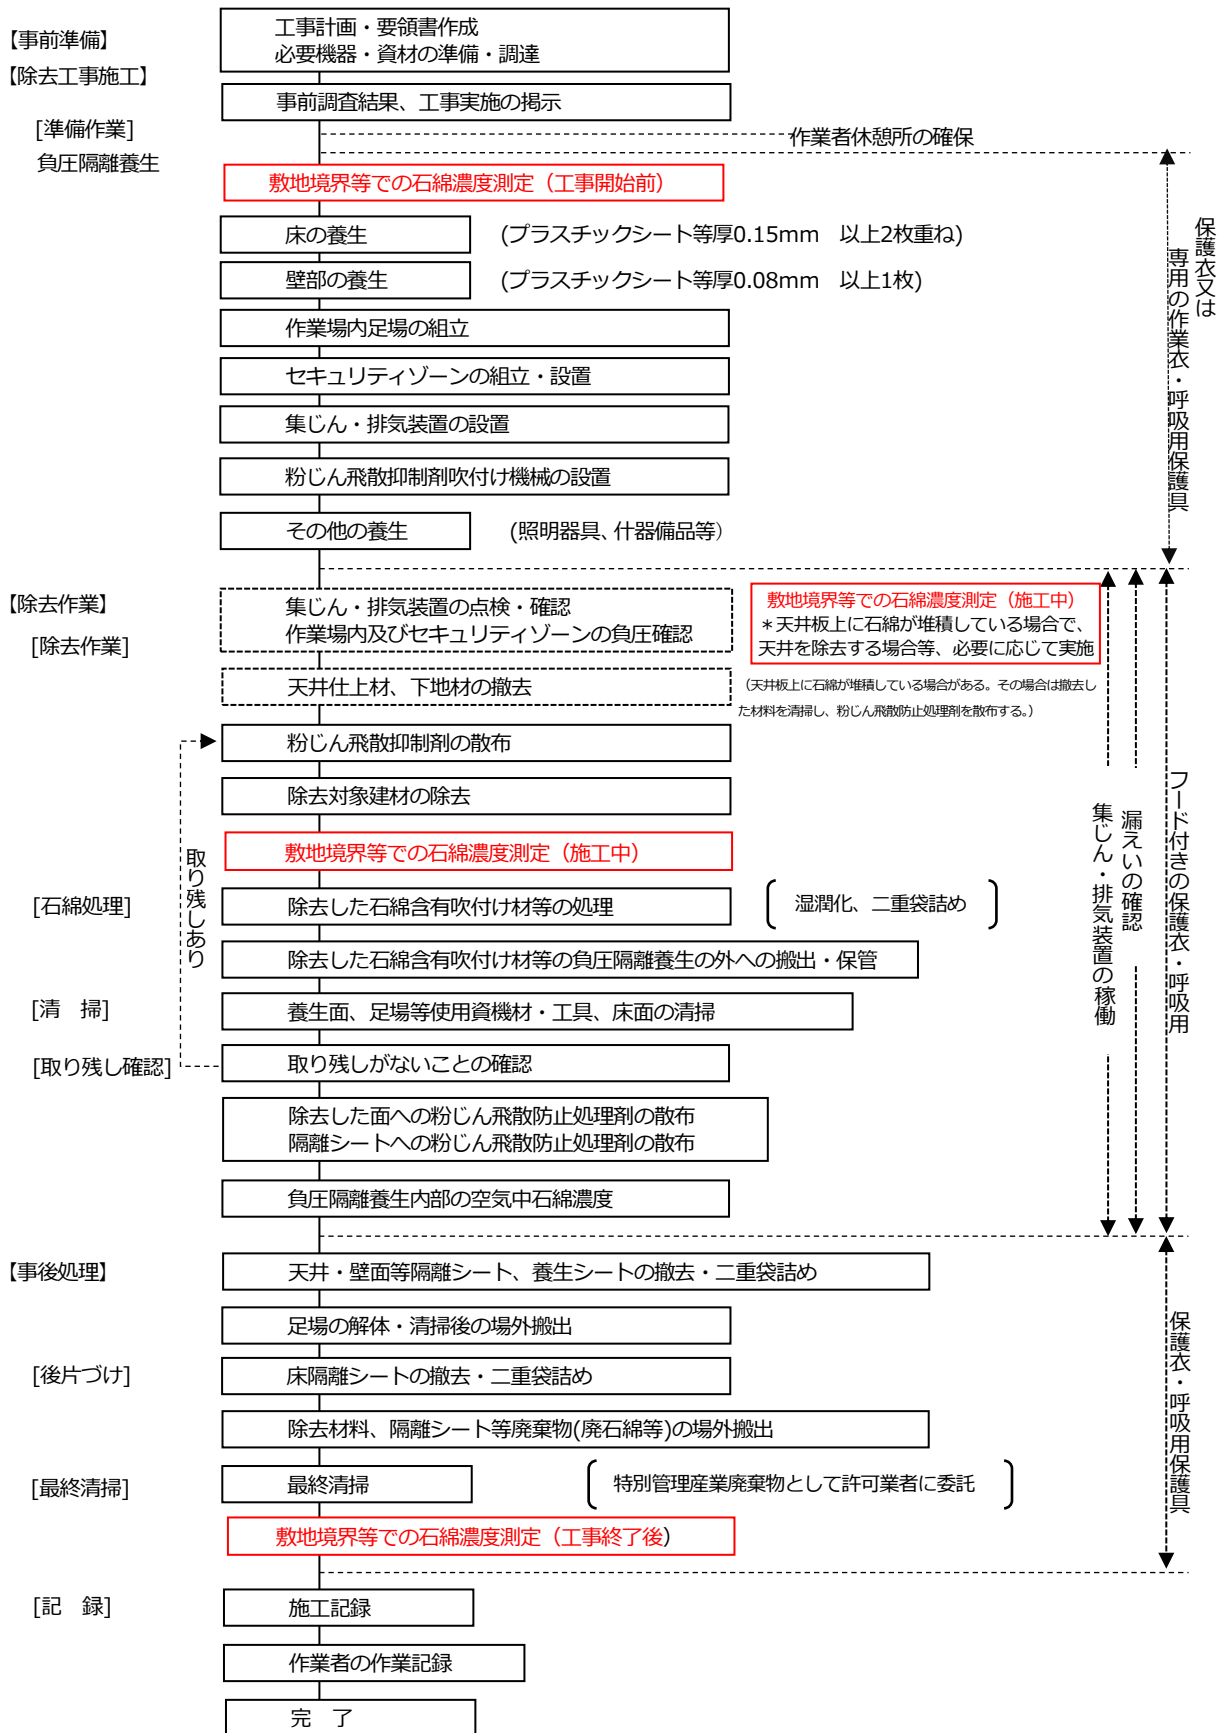 【事前準備】
工事計画・要領書作成
必要機器・資材の準備・調達
【除去工事施工】
事前調査結果、工事実施の掲示
[準備作業]
作業者休憩所の確保
負圧隔離養生
敷地境界等での石綿濃度測定（工事開始前）
床の養生
(プラスチックシート等厚0.15mm　以上2枚重ね)
壁部の養生
(プラスチックシート等厚0.08mm　以上1枚)
作業場内足場の組立
セキュリティゾーンの組立・設置
集じん・排気装置の設置
粉じん飛散抑制剤吹付け機械の設置
その他の養生
(照明器具、什器備品等）
保護衣又は
専用の作業衣・呼吸用保護具
【除去作業】
[除去作業]
集じん・排気装置の点検・確認
作業場内及びセキュリティゾーンの負圧確認
敷地境界等での石綿濃度測定（施工中）
＊天井板上に石綿が堆積している場合で、
天井を除去する場合等、必要に応じて実施
天井仕上材、下地材の撤去
（天井板上に石綿が堆積している場合がある。その場合は撤去し
た材料を清掃し、粉じん飛散防止処理剤を散布する。）
粉じん飛散抑制剤の散布
除去対象建材の除去
敷地境界等での石綿濃度測定（施工中）
取り残しあり
[石綿処理]
除去した石綿含有吹付け材等の処理
湿潤化、二重袋詰め
除去した石綿含有吹付け材等の負圧隔離養生の外への搬出・保管
[清　掃]
養生面、足場等使用資機材・工具、床面の清掃
[取り残し確認]
取り残しがないことの確認
除去した面への粉じん飛散防止処理剤の散布
隔離シートへの粉じん飛散防止処理剤の散布
負圧隔離養生内部の空気中石綿濃度
フード付きの保護衣・呼吸用
漏えいの確認
集じん・排気装置の稼働
【事後処理】
天井・壁面等隔離シート、養生シートの撤去・二重袋詰め
足場の解体・清掃後の場外搬出
[後片づけ]
床隔離シートの撤去・二重袋詰め
除去材料、隔離シート等廃棄物(廃石綿等)の場外搬出
[最終清掃]
最終清掃
特別管理産業廃棄物として許可業者に委託
敷地境界等での石綿濃度測定（工事終了後）
保護衣・呼吸用保護具
[記　録]
施工記録
作業者の作業記録
完　了